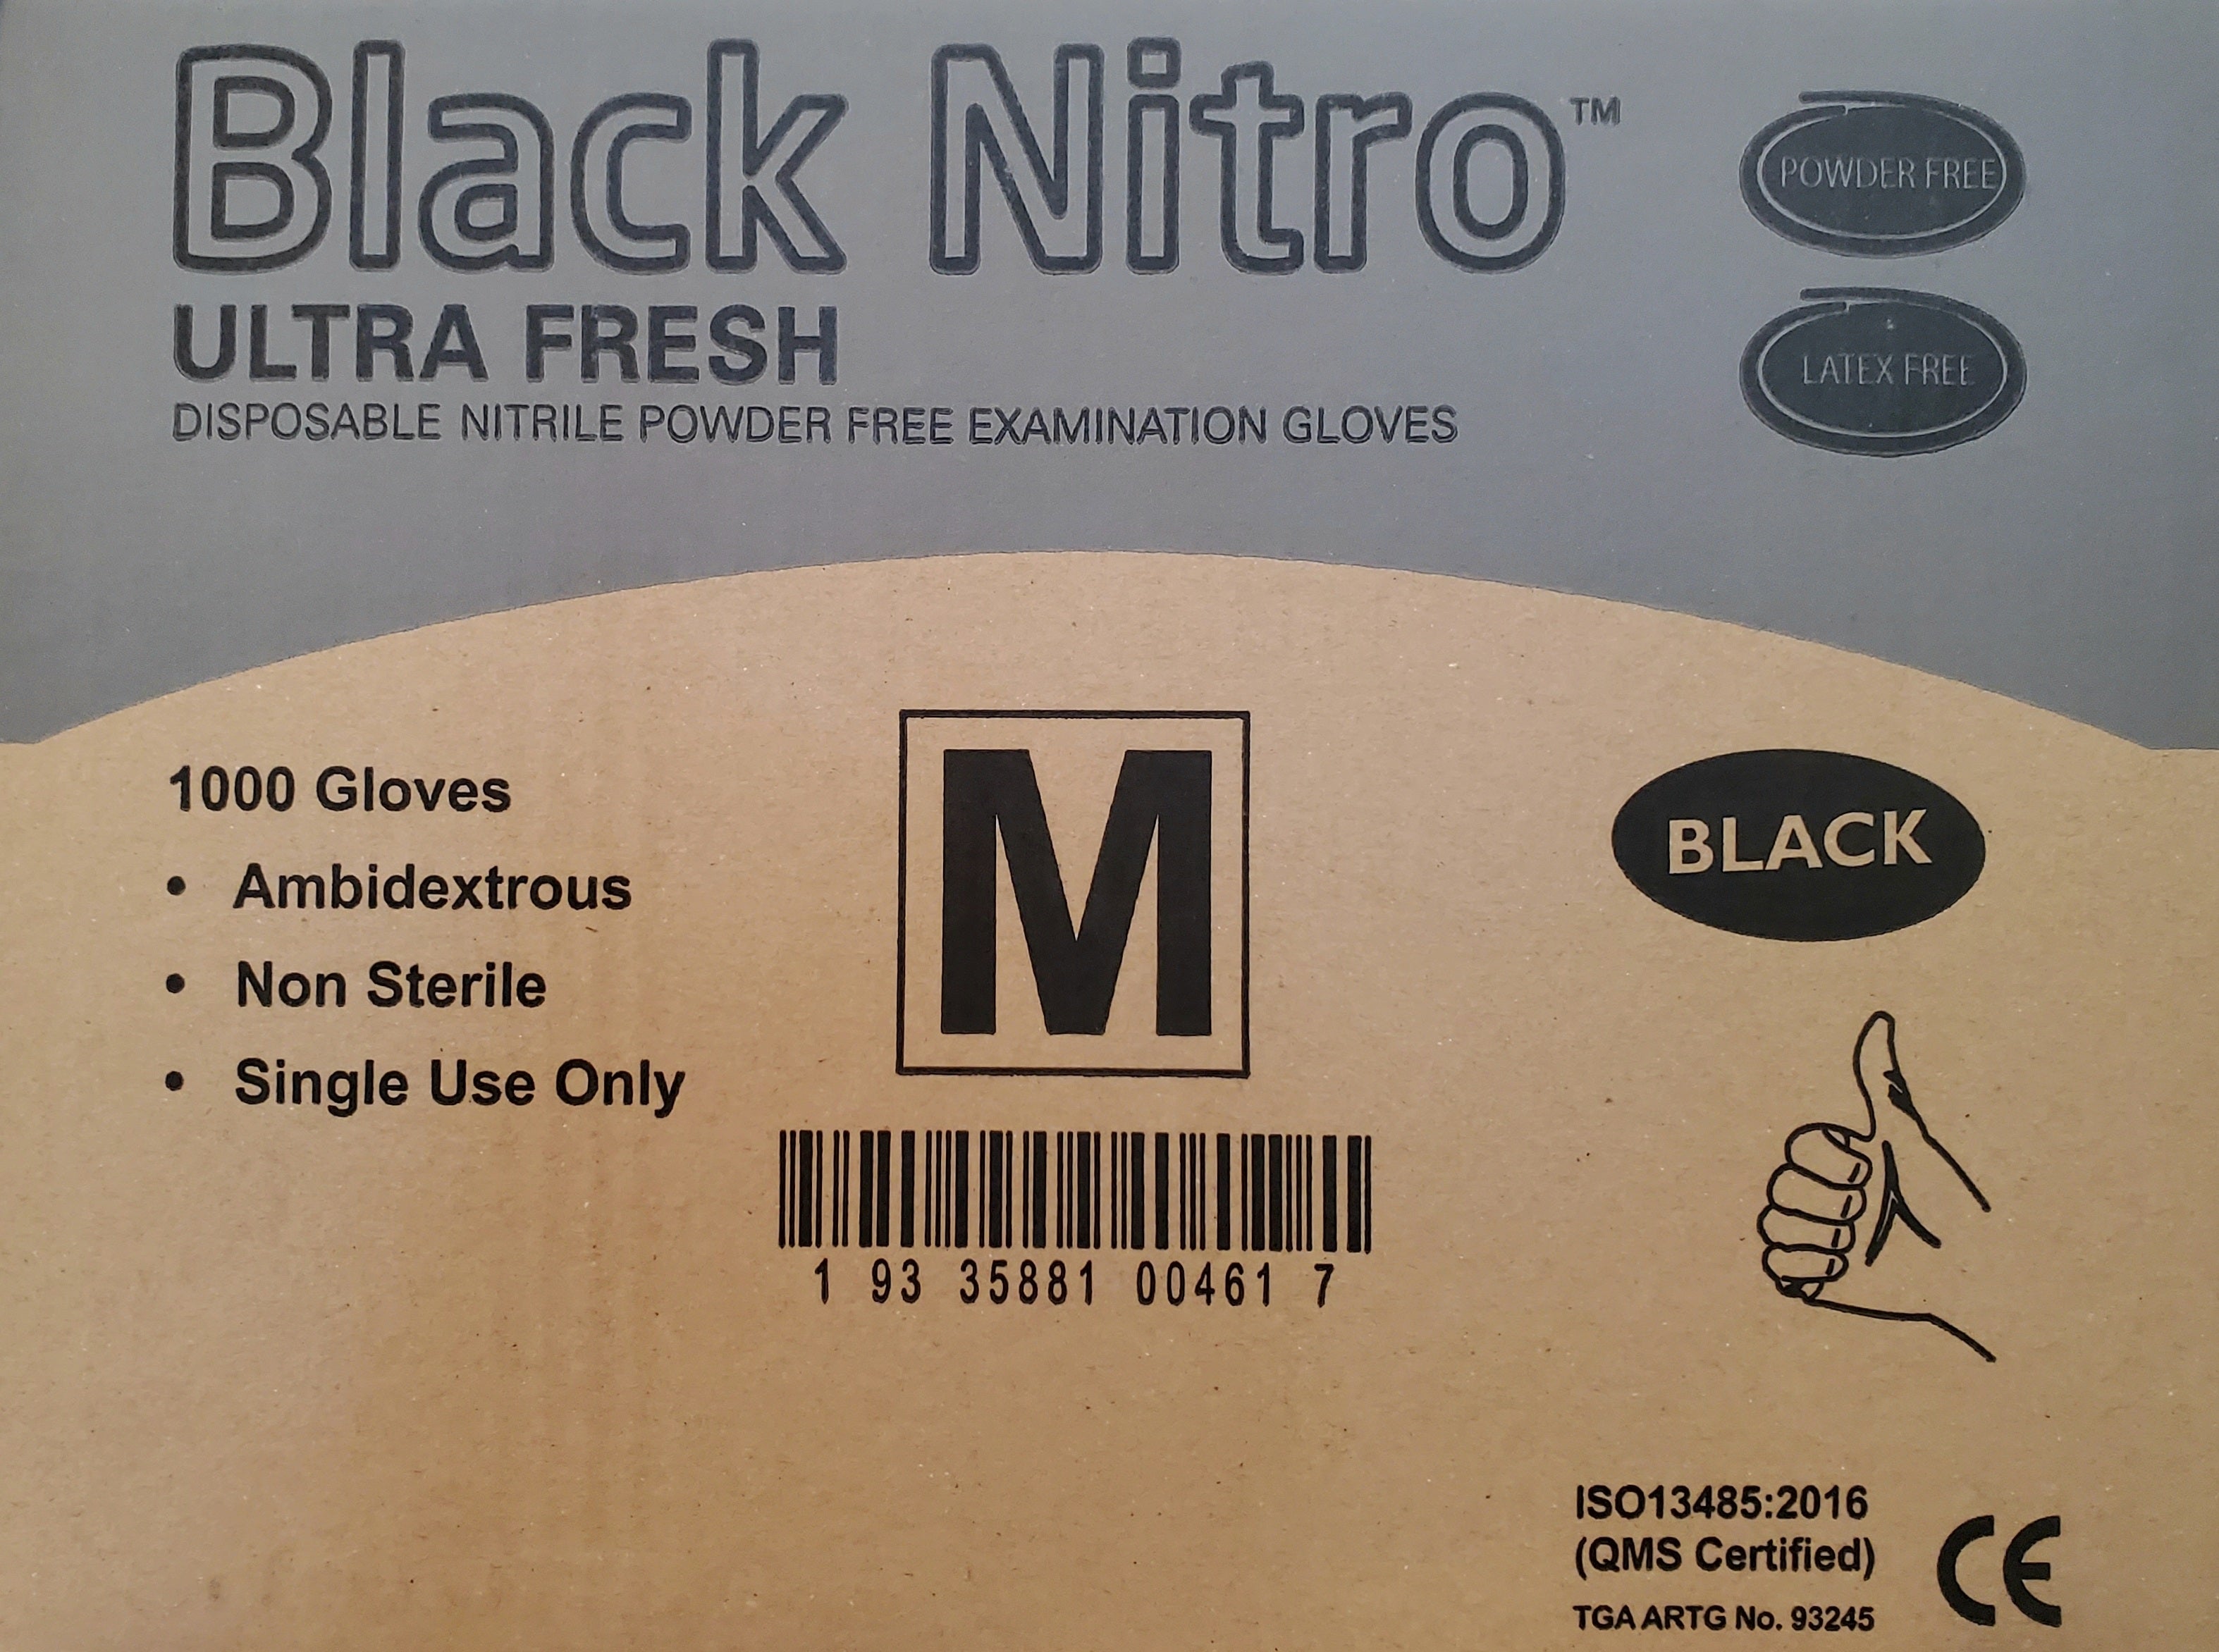 Black Nitro™
POWDER FREE
LATEX FREE
ULTRA FRESH
DISPOSABLE NITRILE POWDER FREE EXAMINATION GLOVES
1000 Gloves
• Ambidextrous
• Non Sterile
• Single Use Only
M
BLACK
1 93 35881 00461 7
ISO13485:2016
(QMS Certified)
TGA ARTG No. 93245
CE